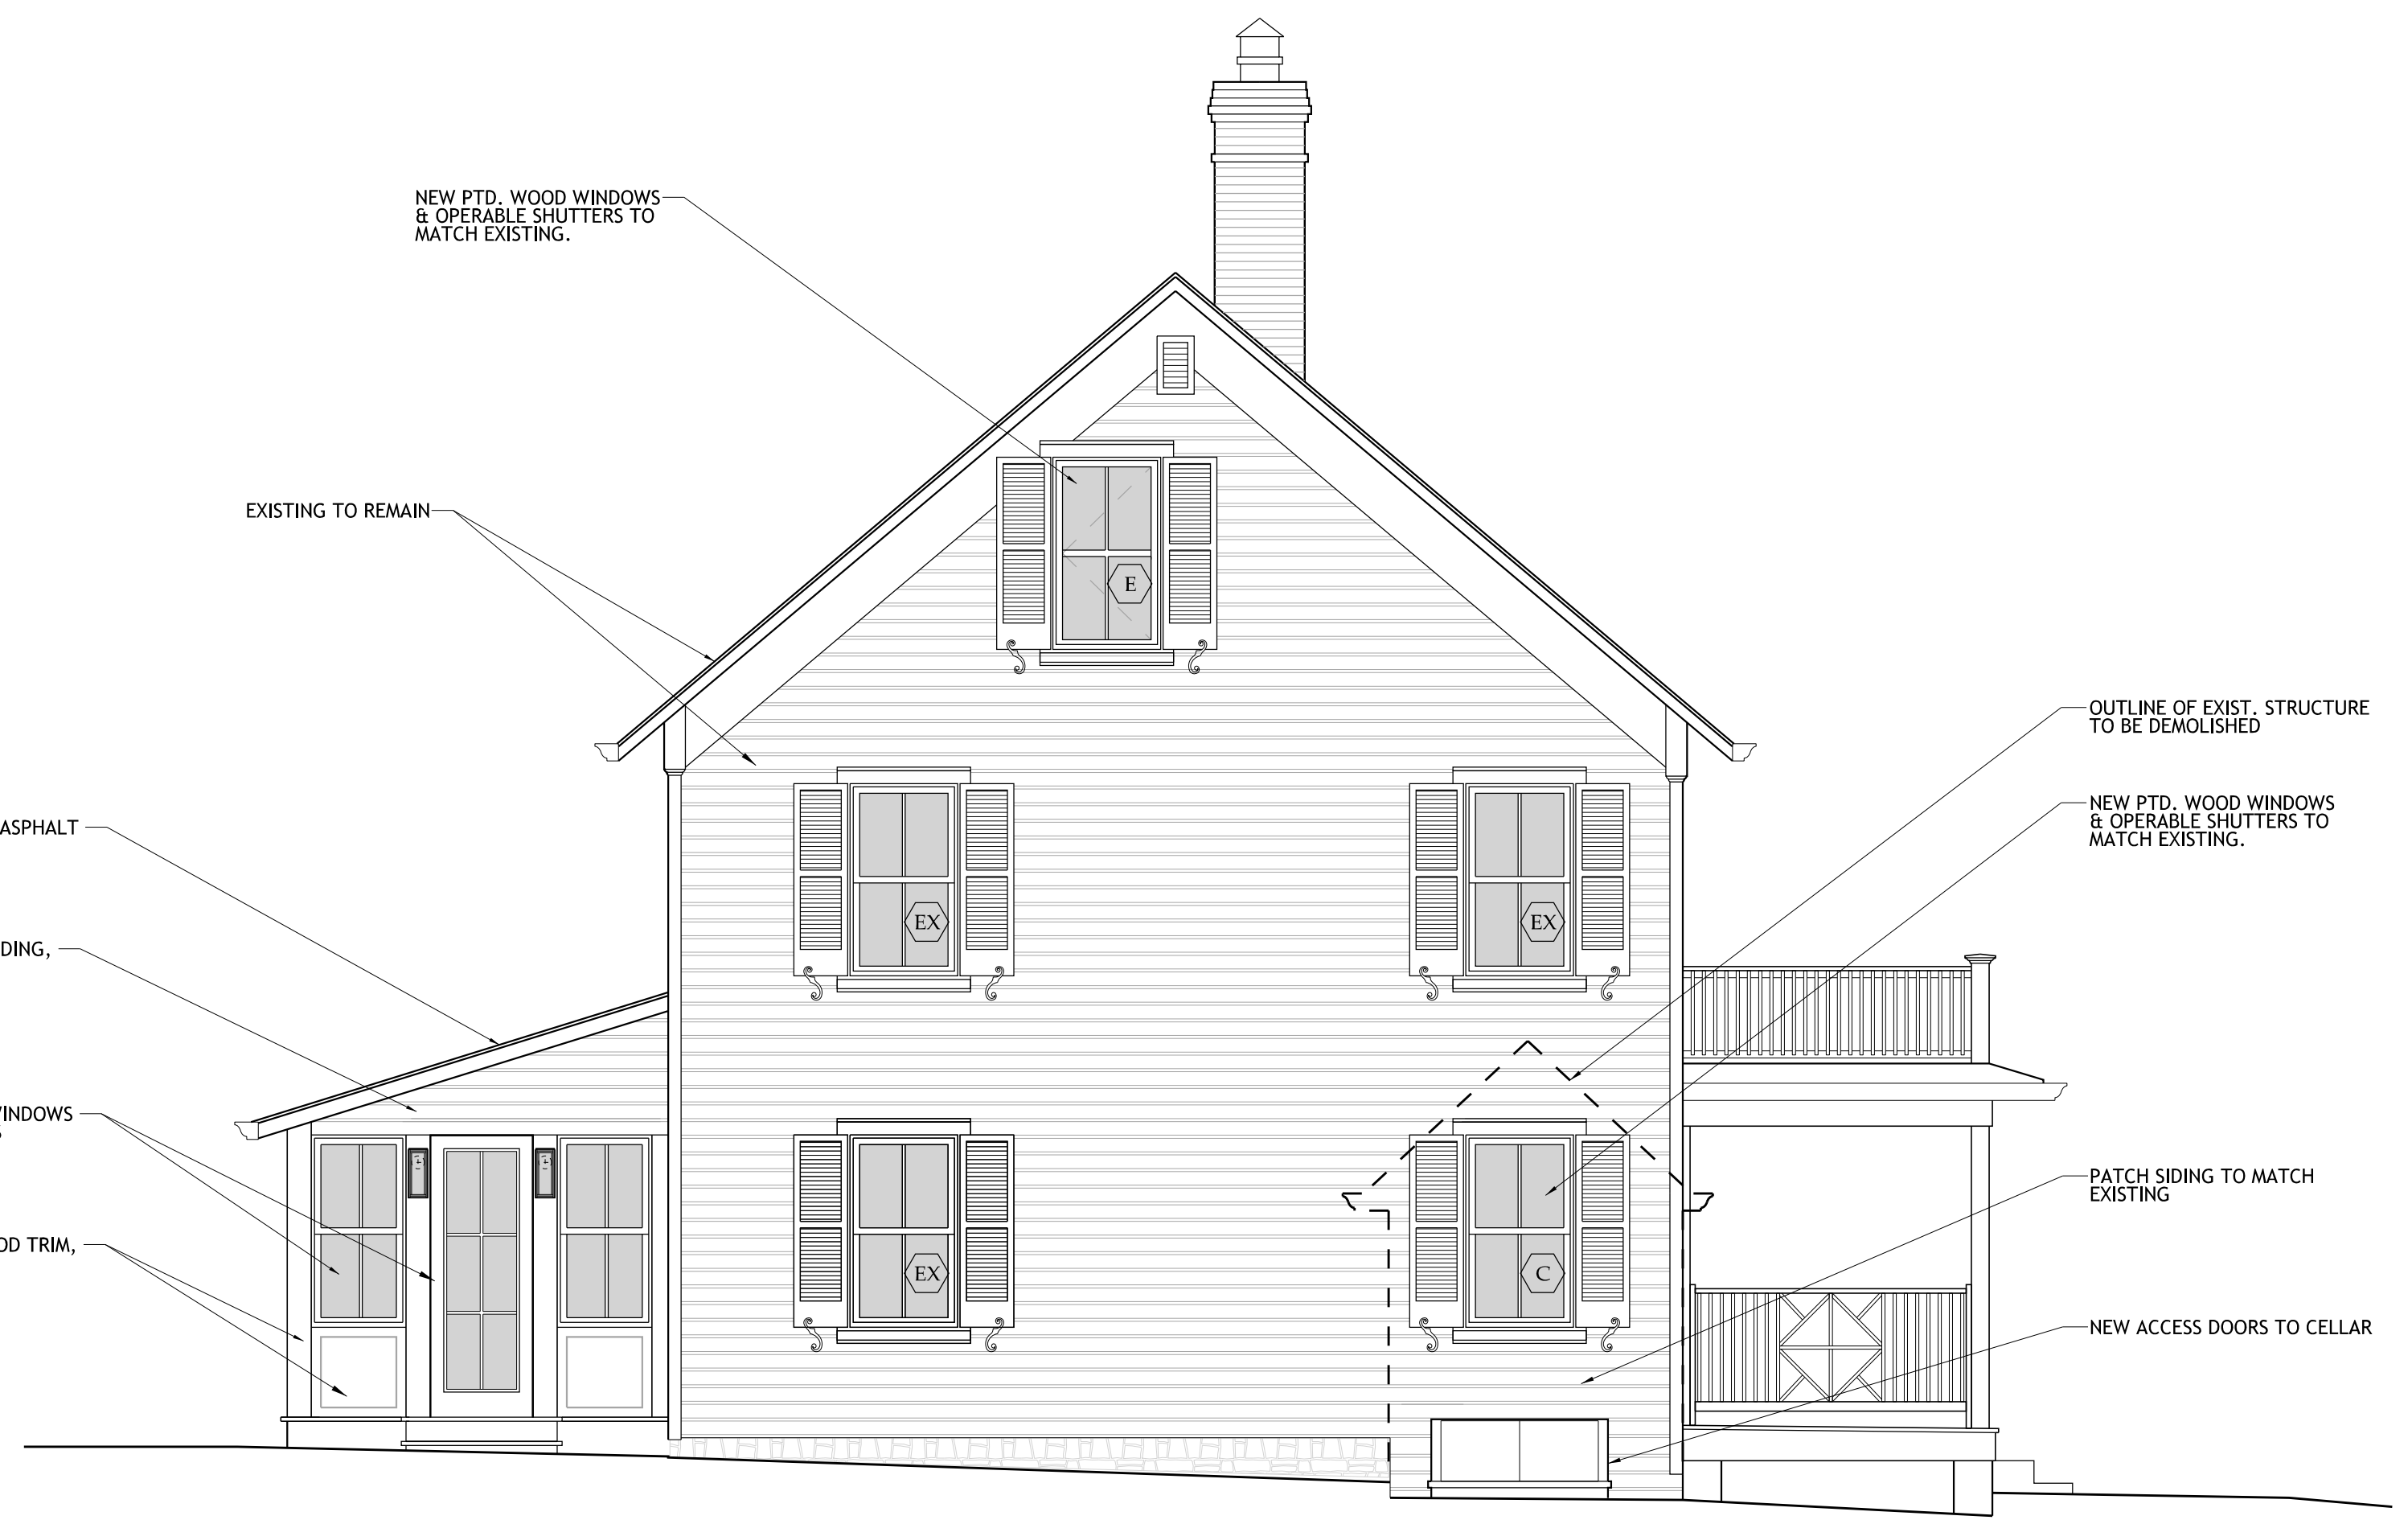 NEW PTD. WOOD WINDOWS
& OPERABLE SHUTTERS TO
MATCH EXISTING.
EXISTING TO REMAIN
E
OUTLINE OF EXIST. STRUCTURE
TO BE DEMOLISHED
NEW PTD. WOOD WINDOWS
& OPERABLE SHUTTERS TO
MATCH EXISTING.
ASPHALT
EX
EX
DING,
INDOWS
OD TRIM,
EX
C
PATCH SIDING TO MATCH
EXISTING
NEW ACCESS DOORS TO CELLAR